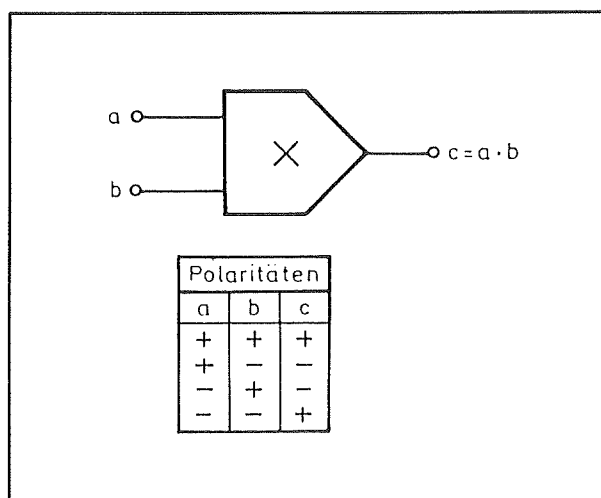 a
× c = a · b
b
Polaritäten
a b c
+ + +
+ − −
− + −
− − +